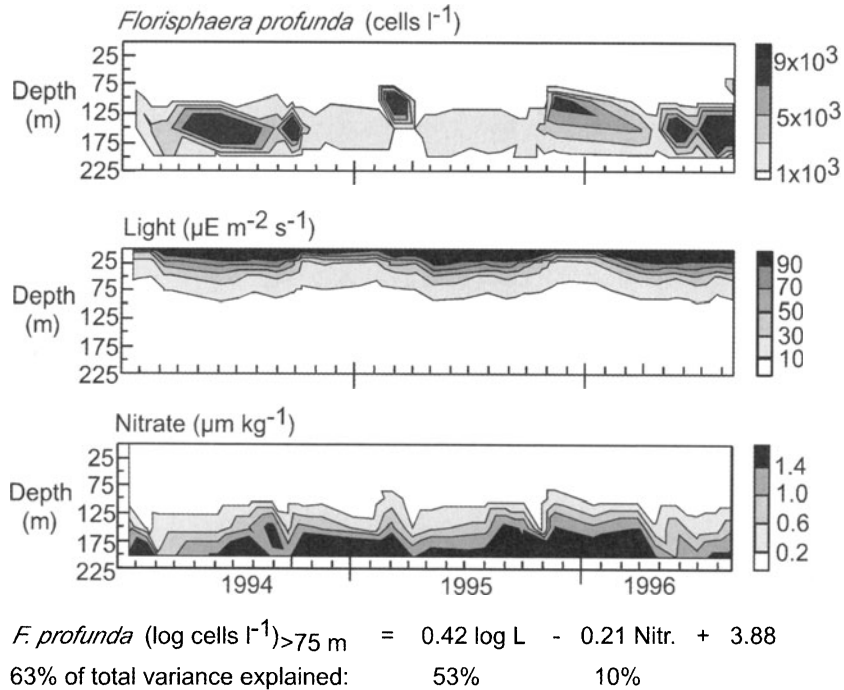 Florisphaera profunda (cells l⁻¹)
Depth
(m)
25
75
125
175
225
9x10³
5x10³
1x10³
Light (µE m⁻² s⁻¹)
Depth
(m)
25
75
125
175
225
90
70
50
30
10
Nitrate (µm kg⁻¹)
Depth
(m)
25
75
125
175
225
1.4
1.0
0.6
0.2
1994 1995 1996
F. profunda (log cells l⁻¹)>75 m = 0.42 log L - 0.21 Nitr. + 3.88
63% of total variance explained: 53% 10%